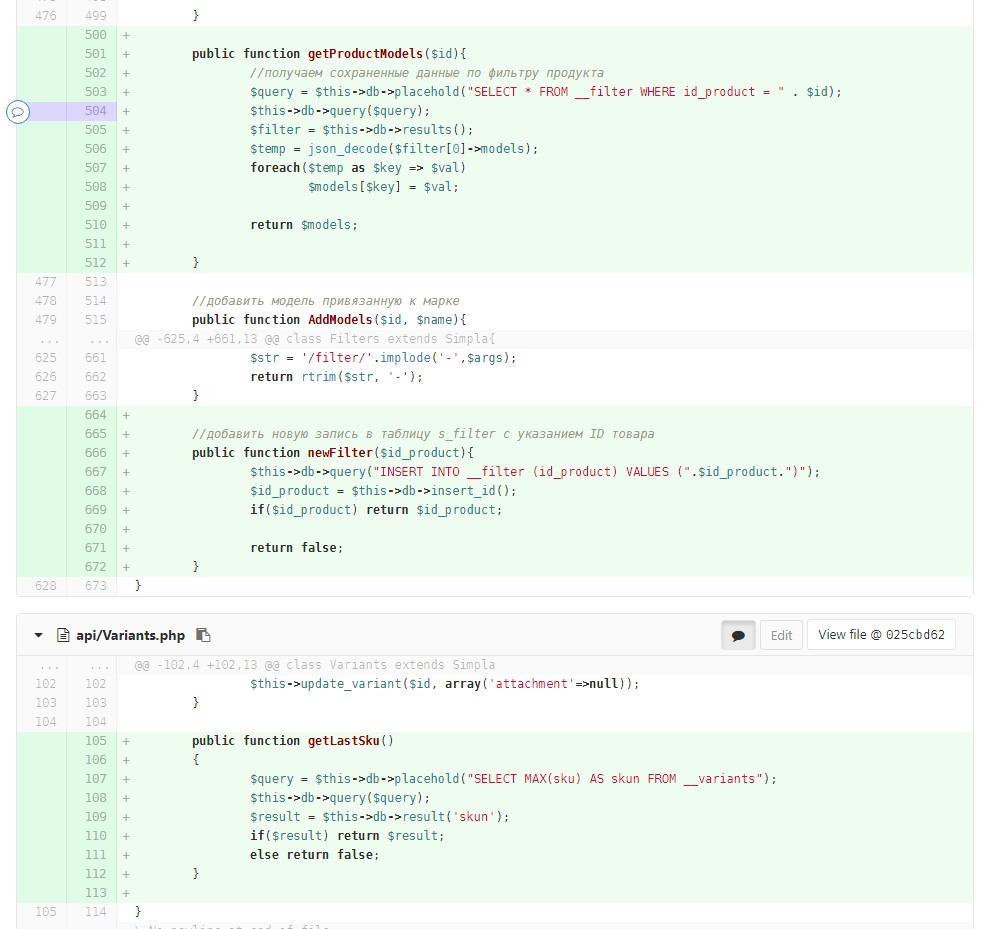 476 499 }
500 +
501 + public function getProductModels($id){
502 + //получаем сохраненные данные по фильтру продукта
503 + $query = $this->db->placehold("SELECT * FROM __filter WHERE id_product = " . $id);
504 + $this->db->query($query);
505 + $filter = $this->db->results();
506 + $temp = json_decode($filter[0]->models);
507 + foreach($temp as $key => $val)
508 + $models[$key] = $val;
509 +
510 + return $models;
511 +
512 + }
477 513
478 514 //добавить модель привязанную к марке
479 515 public function AddModels($id, $name){
... ... @@ -625,4 +661,13 @@ class Filters extends Simpla{
625 661 $str = '/filter/'.implode('-',$args);
626 662 return rtrim($str, '-');
627 663 }
664 +
665 + //добавить новую запись в таблицу s_filter с указанием ID товара
666 + public function newFilter($id_product){
667 + $this->db->query("INSERT INTO __filter (id_product) VALUES (".$id_product.")");
668 + $id_product = $this->db->insert_id();
669 + if($id_product) return $id_product;
670 +
671 + return false;
672 + }
628 673 }
api/Variants.php Edit View file @ 025cbd62
... ... @@ -102,4 +102,13 @@ class Variants extends Simpla
102 102 $this->update_variant($id, array('attachment'=>null));
103 103 }
104 104
105 + public function getLastSku()
106 + {
107 + $query = $this->db->placehold("SELECT MAX(sku) AS skun FROM __variants");
108 + $this->db->query($query);
109 + $result = $this->db->result('skun');
110 + if($result) return $result;
111 + else return false;
112 + }
113 +
105 114 }
\ No newline at end of file